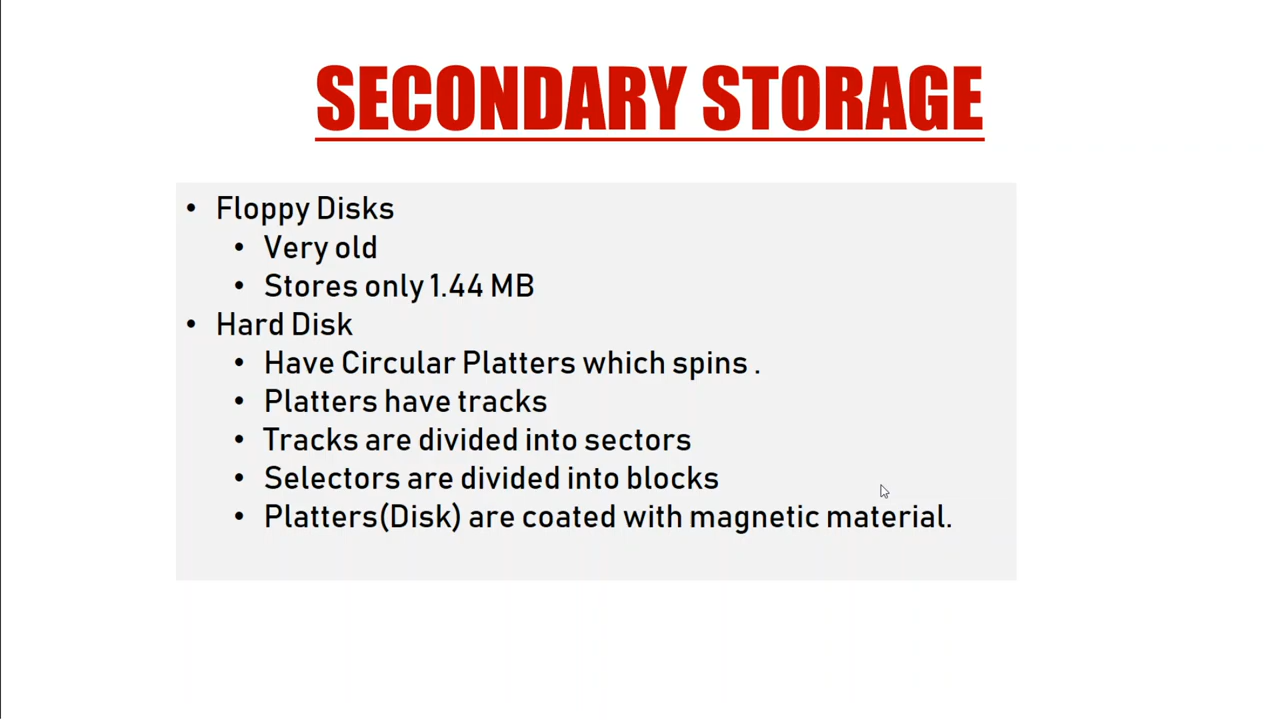 SECONDARY STORAGE
• Floppy Disks
• Very old
• Stores only 1.44 MB
• Hard Disk
• Have Circular Platters which spins .
• Platters have tracks
• Tracks are divided into sectors
• Selectors are divided into blocks
• Platters(Disk) are coated with magnetic material.